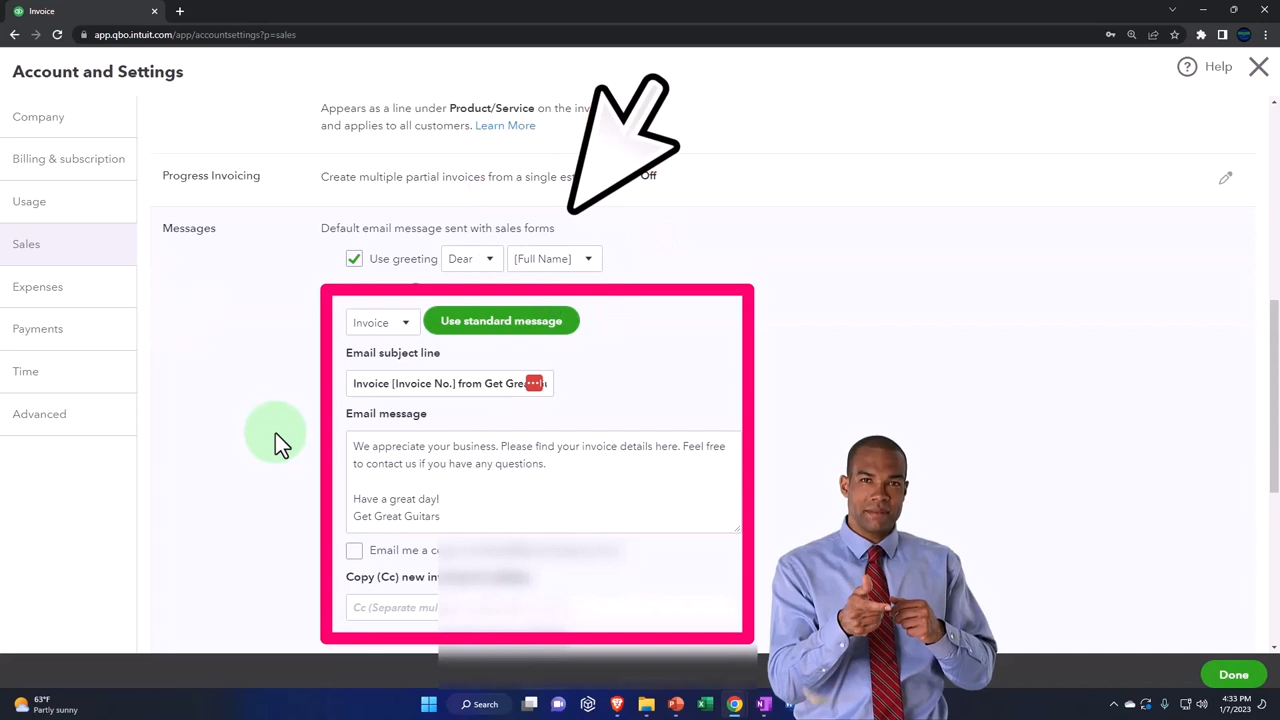 Invoice
app.qbo.intuit.com/app/accountsettings?p=sales
Account and Settings
Help
Company
Billing & subscription
Usage
Sales
Expenses
Payments
Time
Advanced
Appears as a line under Product/Service on the
and applies to all customers. Learn More
Progress Invoicing
Create multiple partial invoices from a single
Off
Messages
Default email message sent with sales forms
Use greeting
Dear
[Full Name]
Invoice
Use standard message
Email subject line
Invoice [Invoice No.] from Get
Email message
We appreciate your business. Please find your invoice details here. Feel free
to contact us if you have any questions.
Have a great day!
Get Great Guitars
Email me a
Copy (Cc) new
Cc (Separate
Done
63°F
Partly sunny
Search
4:33 PM
1/7/2023